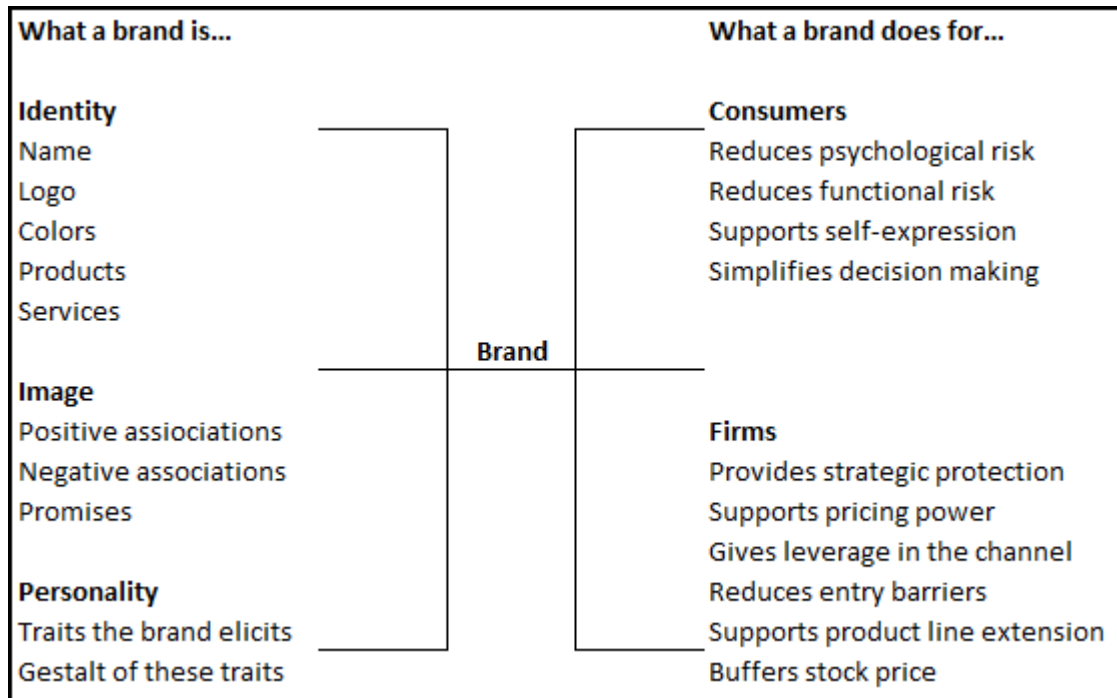 What a brand is...
Identity
Name
Logo
Colors
Products
Services
Image
Positive assiociations
Negative associations
Promises
Personality
Traits the brand elicits
Gestalt of these traits
Brand
What a brand does for...
Consumers
Reduces psychological risk
Reduces functional risk
Supports self-expression
Simplifies decision making
Firms
Provides strategic protection
Supports pricing power
Gives leverage in the channel
Reduces entry barriers
Supports product line extension
Buffers stock price